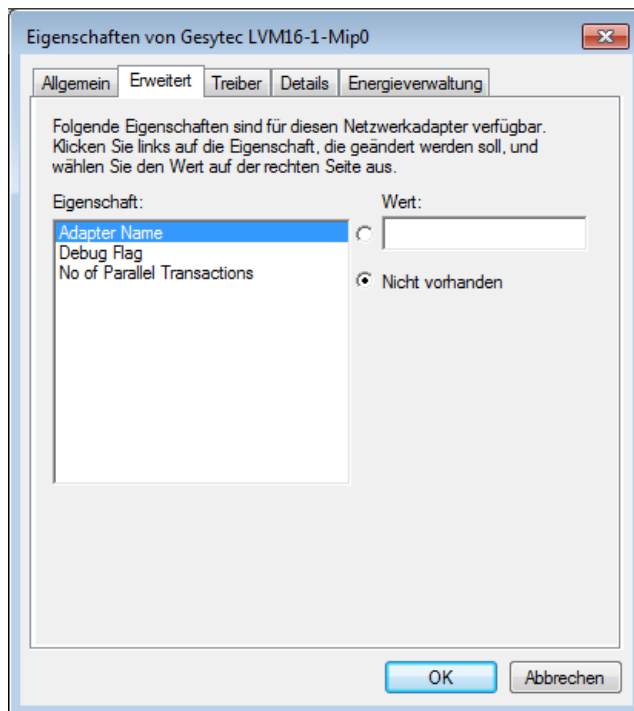 Eigenschaften von Gesytec LVM16-1-Mip0
Allgemein Erweitert Treiber Details Energieverwaltung
Folgende Eigenschaften sind für diesen Netzwerkadapter verfügbar.
Klicken Sie links auf die Eigenschaft, die geändert werden soll, und
wählen Sie den Wert auf der rechten Seite aus.
Eigenschaft: Wert:
Adapter Name
Debug Flag
No of Parallel Transactions
Nicht vorhanden
OK Abbrechen